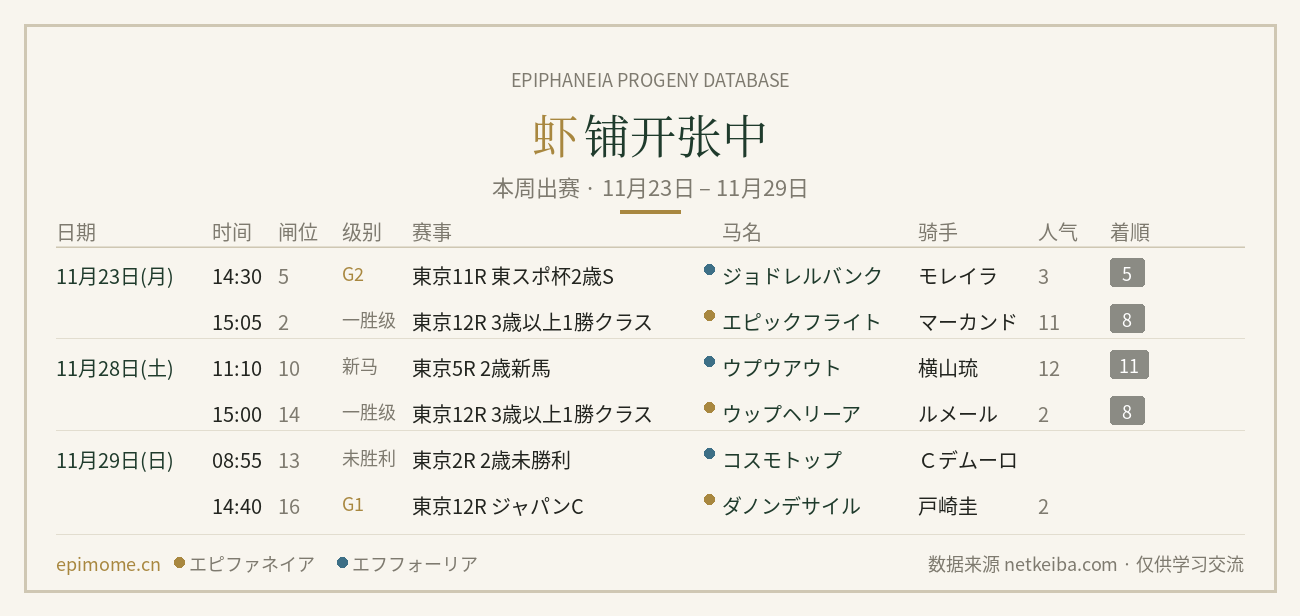 EPIPHANEIA PROGENY DATABASE
虾铺开张中
本周出赛 · 11月23日 – 11月29日
日期 时间 闸位 级别 赛事 马名 骑手 人气 着順
11月23日(月) 14:30 5 G2 東京11R 東スポ杯2歳S ジョドレルバンク モレイラ 3 5
15:05 2 一胜级 東京12R 3歳以上1勝クラス エピックフライト マーカンド 11 8
11月28日(土) 11:10 10 新马 東京5R 2歳新馬 ウプウアウト 横山琉 12 11
15:00 14 一胜级 東京12R 3歳以上1勝クラス ウップヘリーア ルメール 2 8
11月29日(日) 08:55 13 未胜利 東京2R 2歳未勝利 コスモトップ Ｃデムーロ
14:40 16 G1 東京12R ジャパンC ダノンデサイル 戸崎圭 2
epimome.cn エピファネイア エフフォーリア 数据来源 netkeiba.com · 仅供学习交流